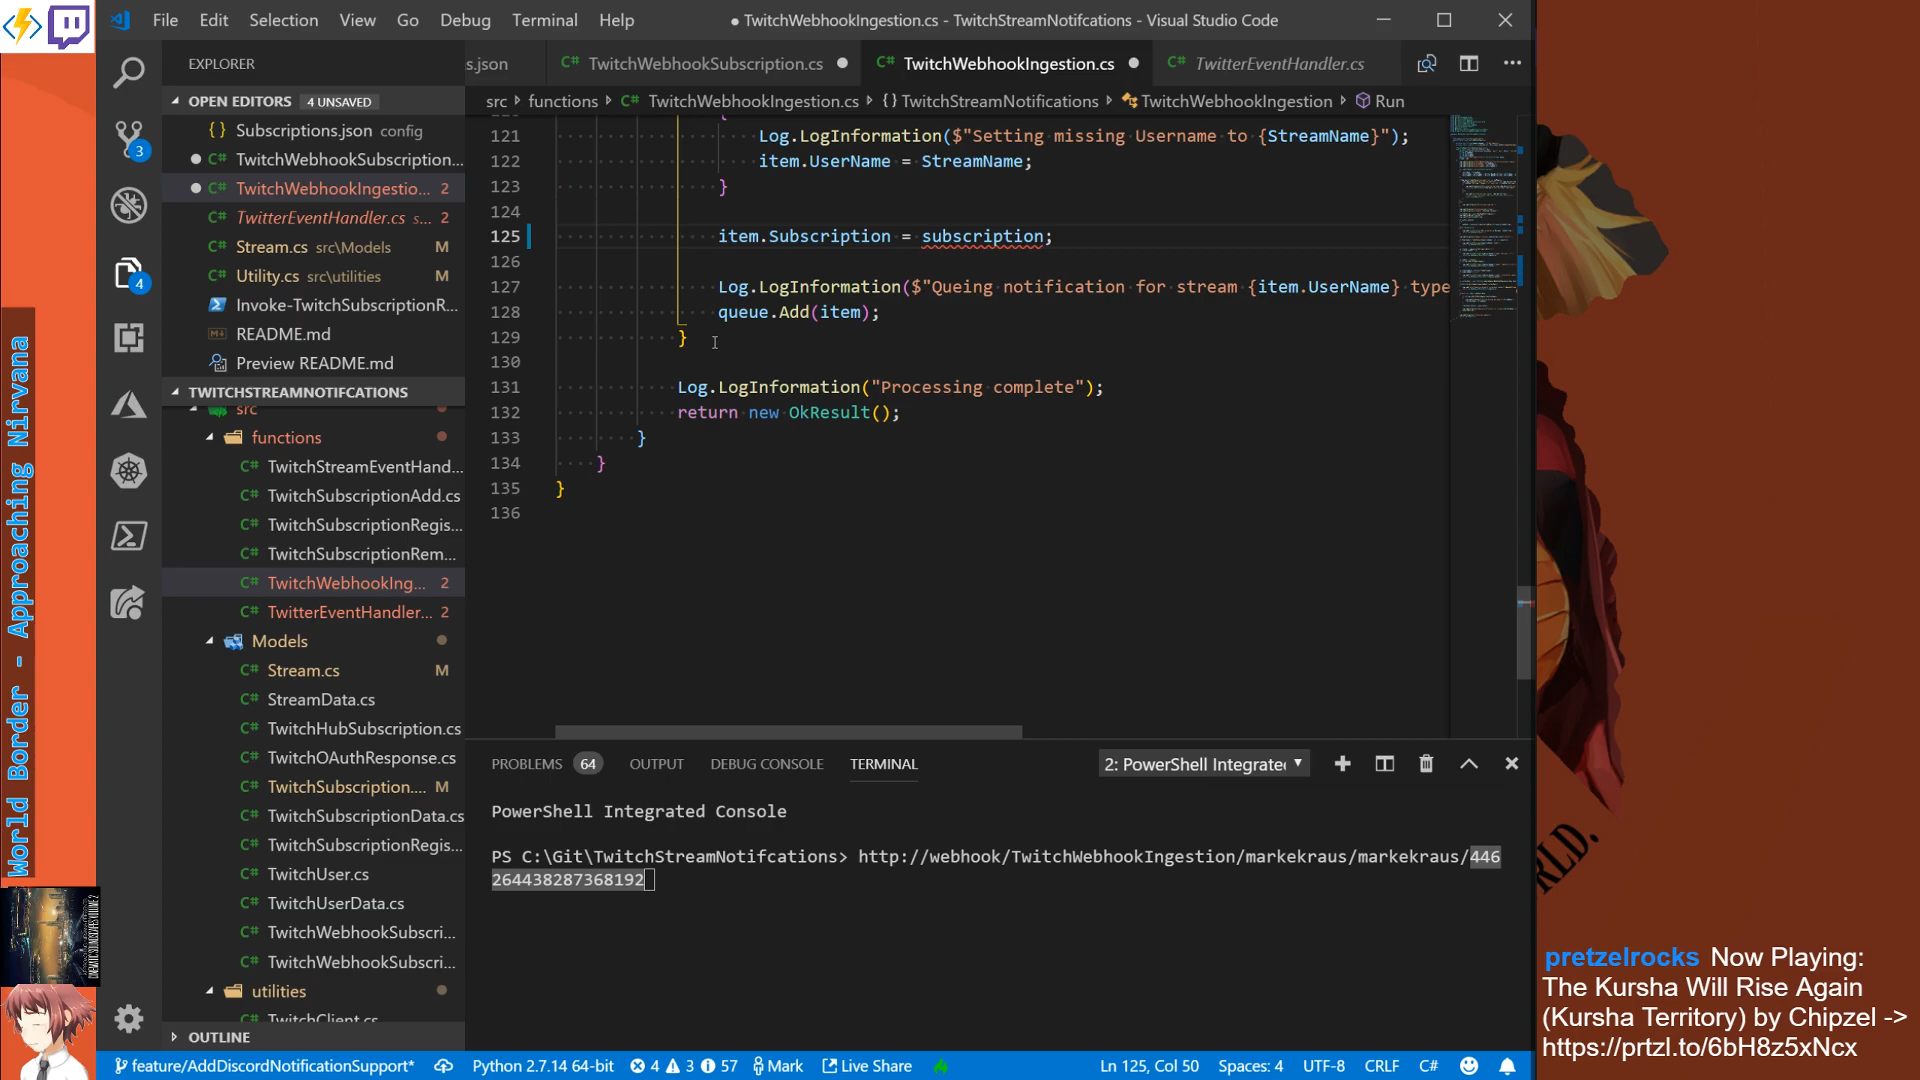 File Edit Selection View Go Debug Terminal Help
● TwitchWebhookIngestion.cs - TwitchStreamNotifcations - Visual Studio Code
EXPLORER
s.json
TwitchWebhookSubscription.cs
TwitchWebhookIngestion.cs
TwitterEventHandler.cs
OPEN EDITORS 4 UNSAVED
src > functions > TwitchWebhookIngestion.cs > {} TwitchStreamNotifications > TwitchWebhookIngestion > Run
{} Subscriptions.json config
C# TwitchWebhookSubscription...
C# TwitchWebhookIngestio... 2
C# TwitterEventHandler.cs s... 2
C# Stream.cs src\Models M
C# Utility.cs src\utilities M
Invoke-TwitchSubscriptionR...
README.md
Preview README.md
TWITCHSTREAMNOTIFCATIONS
src
functions
C# TwitchStreamEventHand...
C# TwitchSubscriptionAdd.cs
C# TwitchSubscriptionRegis...
C# TwitchSubscriptionRem...
C# TwitchWebhookIng... 2
C# TwitterEventHandler... 2
Models
C# Stream.cs M
C# StreamData.cs
C# TwitchHubSubscription.cs
C# TwitchOAuthResponse.cs
C# TwitchSubscription.... M
C# TwitchSubscriptionData.cs
C# TwitchSubscriptionRegis...
C# TwitchUser.cs
C# TwitchUserData.cs
C# TwitchWebhookSubscri...
C# TwitchWebhookSubscri...
utilities
C# TwitchClient.cs
OUTLINE
3
4
{
121 Log.LogInformation($"Setting missing Username to {StreamName}");
122 item.UserName = StreamName;
123 }
124
125 item.Subscription = subscription;
126
127 Log.LogInformation($"Queing notification for stream {item.UserName} type
128 queue.Add(item);
129 }
130
131 Log.LogInformation("Processing complete");
132 return new OkResult();
133 }
134 }
135 }
136
PROBLEMS 64 OUTPUT DEBUG CONSOLE TERMINAL
2: PowerShell Integrate
PowerShell Integrated Console
PS C:\Git\TwitchStreamNotifcations> http://webhook/TwitchWebhookIngestion/markekraus/markekraus/446
264438287368192
feature/AddDiscordNotificationSupport* Python 2.7.14 64-bit 4 3 57 Mark Live Share
Ln 125, Col 50 Spaces: 4 UTF-8 CRLF C#
World Border - Approaching Nirvana
RLD.
pretzelrocks Now Playing:
The Kursha Will Rise Again
(Kursha Territory) by Chipzel ->
https://prtzl.to/6bH8z5xNcx